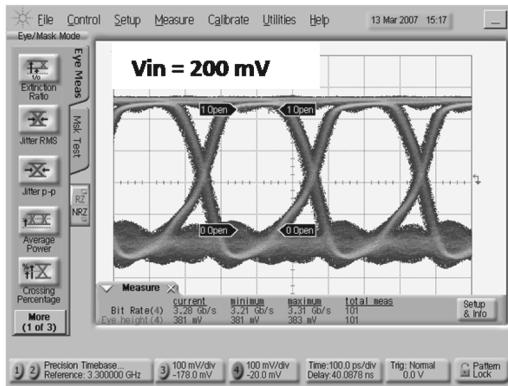 File Control Setup Measure Calibrate Utilities Help 13 Mar 2007 15:17
Eye/Mask Mode
Extinction Ratio
Jitter RMS
Jitter p-p
Average Power
Crossing Percentage
More (1 of 3)
Eye Meas
Msk Test
RZ
NRZ
Vin = 200 mV
1 Open 1 Open
0 Open 0 Open
Measure
current minimum maximum total meas
Bit Rate(4) 3.28 Gb/s 3.21 Gb/s 3.31 Gb/s 101
Eye height(4) 381 mV 381 mV 383 mV 101
Setup & Info
1 2 Precision Timebase...
Reference: 3.300000 GHz
3 100 mV/div
-178.0 mV
4 100 mV/div
-20.0 mV
Time:100.0 ps/div
Delay:40.0878 ns
Trig: Normal
0.0 V
Pattern Lock